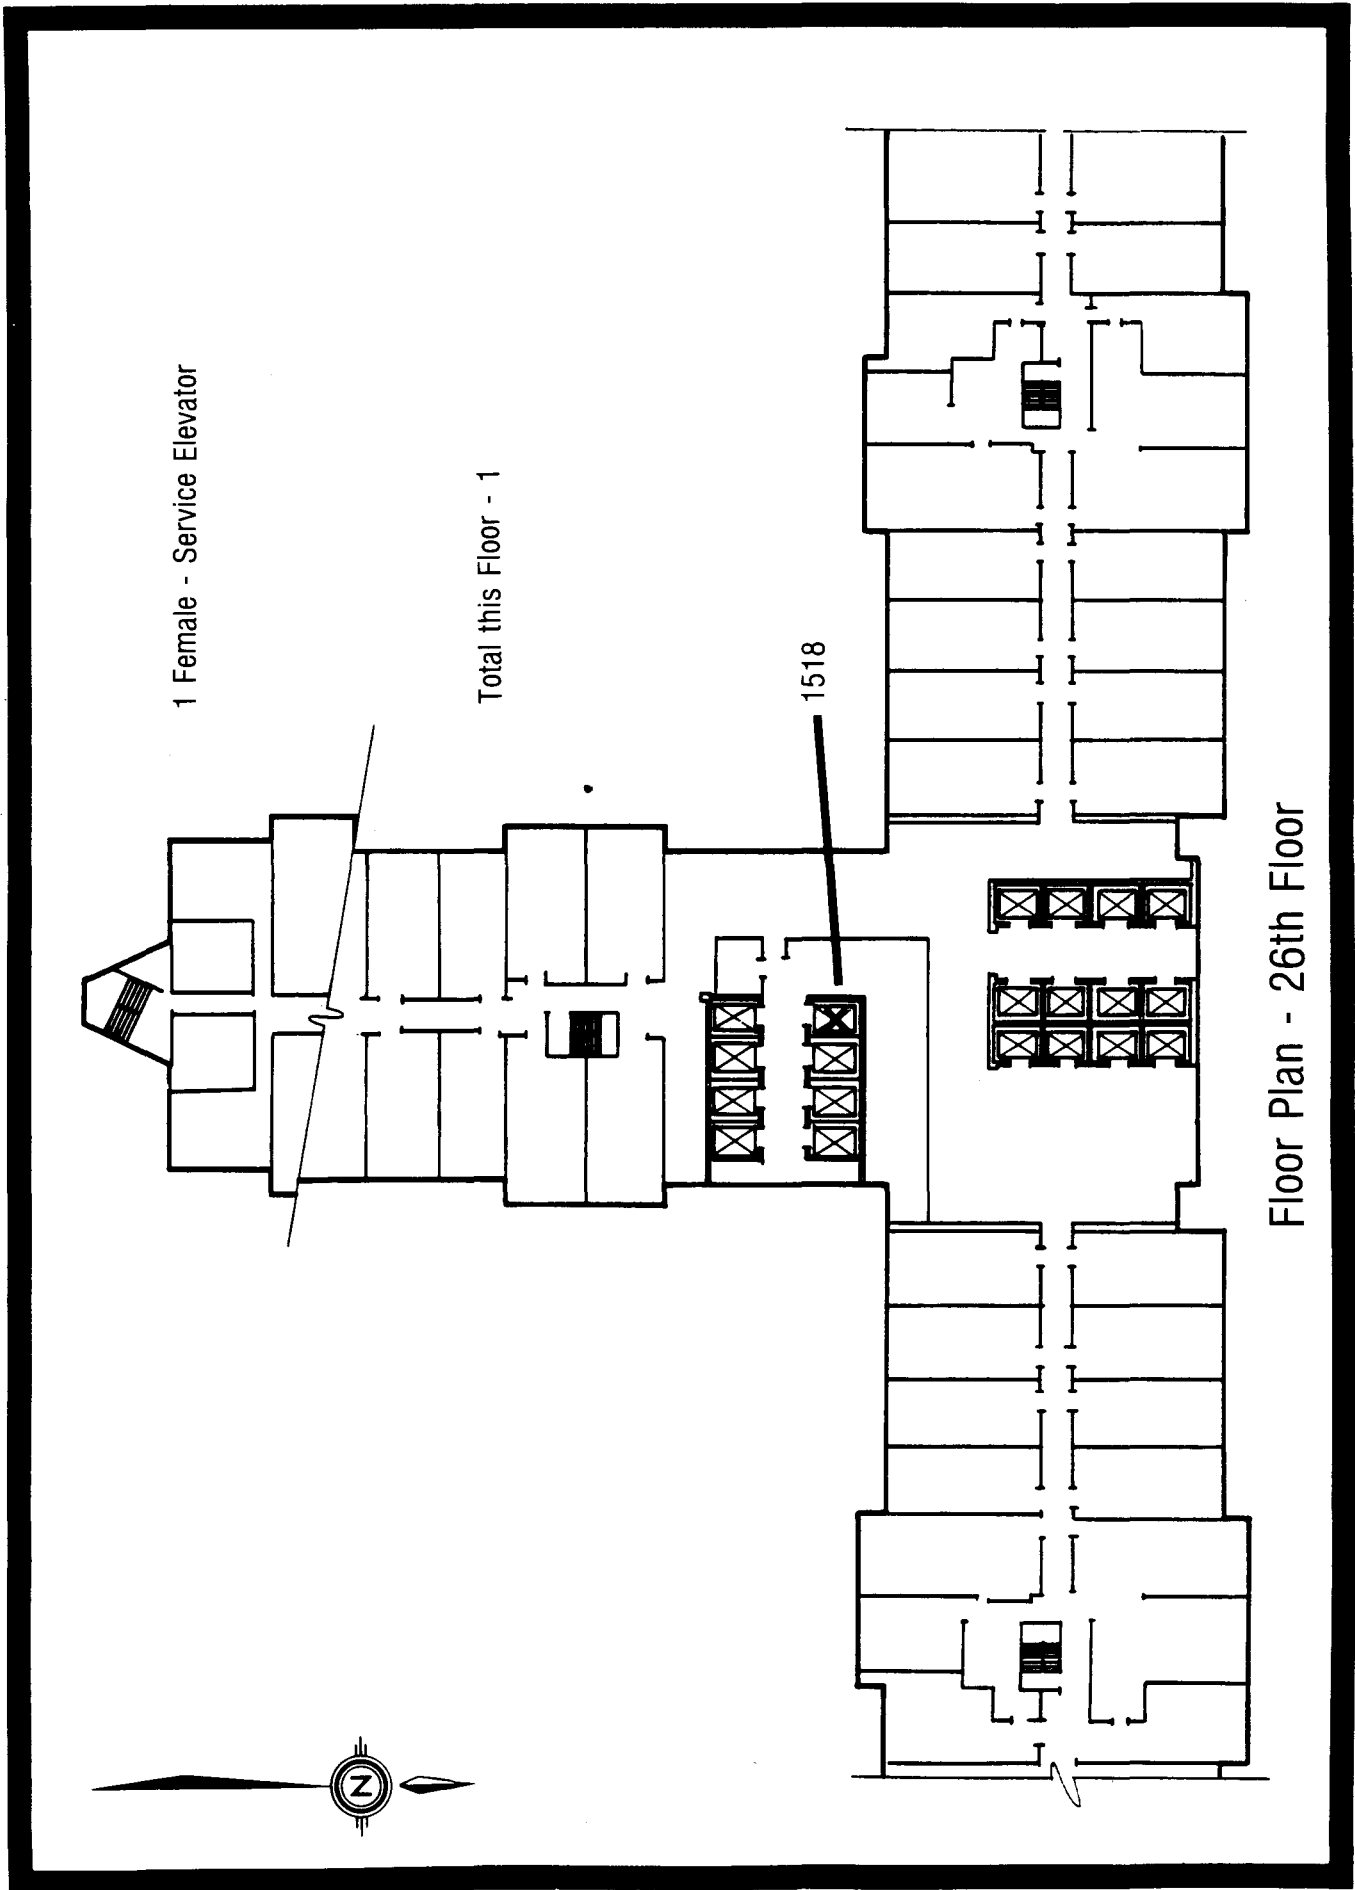 1 Female - Service Elevator
Total this Floor - 1
1518
N
Floor Plan - 26th Floor